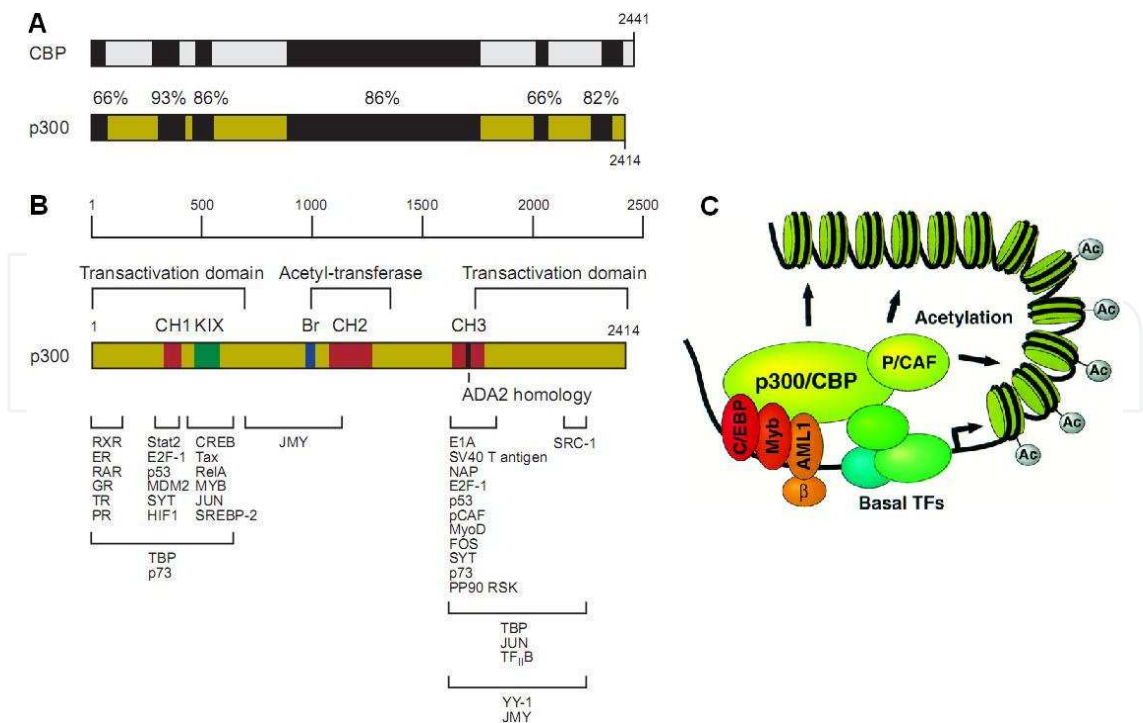 A
CBP
2441
66% 93% 86% 86% 66% 82%
p300
2414
B
1 500 1000 1500 2000 2500
Transactivation domain Acetyl-transferase Transactivation domain
1 CH1 KIX Br CH2 CH3 2414
p300
ADA2 homology
RXR
ER
RAR
GR
TR
PR
Stat2
E2F-1
p53
MDM2
SYT
HIF1
CREB
Tax
RelA
MYB
JUN
SREBP-2
TBP
p73
JMY
E1A
SV40 T antigen
NAP
E2F-1
p53
pCAF
MyoD
FOS
SYT
p73
PP90 RSK
SRC-1
TBP
JUN
TFIIB
YY-1
JMY
C
Ac
Ac
Ac
Ac
Ac
Acetylation
P/CAF
p300/CBP
C/EBP
Myb
AML1
β
Basal TFs